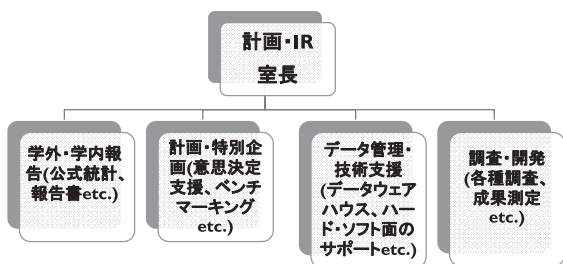 計画・IR
室長
学外・学内報
告(公式統計、
報告書etc.)
計画・特別企
画(意思決定
支援、ベンチ
マーキング
etc.)
データ管理・
技術支援
(データウェア
ハウス、ハー
ド・ソフト面の
サポートetc.)
調査・開発
(各種調査、
成果測定
etc.)